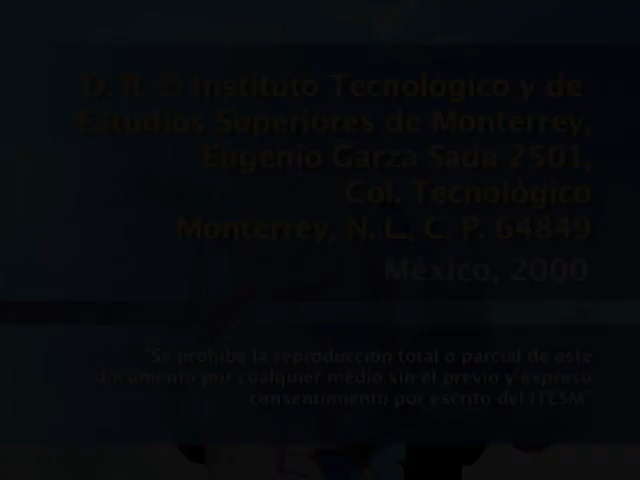 D. R. © Instituto Tecnológico y de
Estudios Superiores de Monterrey,
Eugenio Garza Sada 2501,
Col. Tecnológico
Monterrey, N. L., C. P. 64849
México, 2000
"Se prohibe la reproducción total o parcial de este
documento por cualquier medio sin el previo y expreso
consentimiento por escrito del ITESM"